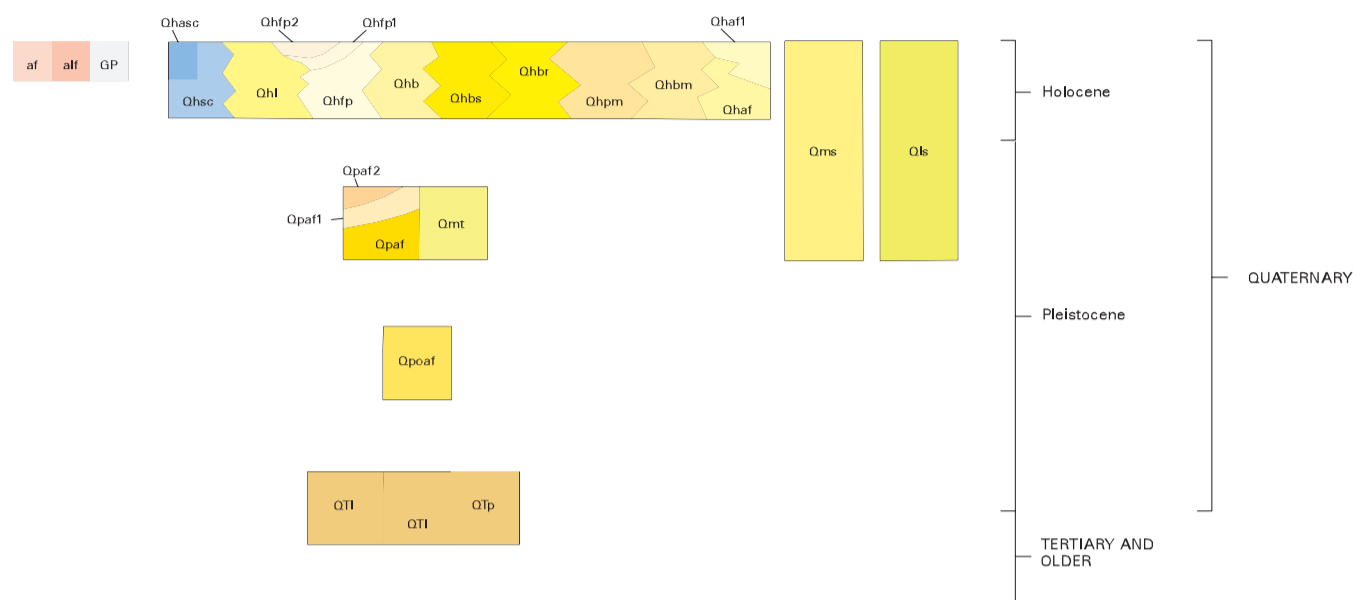 Qhasc
Qhfp2
Qhfp1
Qhaf1
af
alf
GP
Qhsc
Qhl
Qhfp
Qhb
Qhbs
Qhbr
Qhpm
Qhbm
Qhaf
Qms
Qls
Holocene
Qpaf2
Qpaf1
Qpaf
Qmt
QUATERNARY
Pleistocene
Qpoaf
QTl
QTl
QTp
TERTIARY AND
OLDER